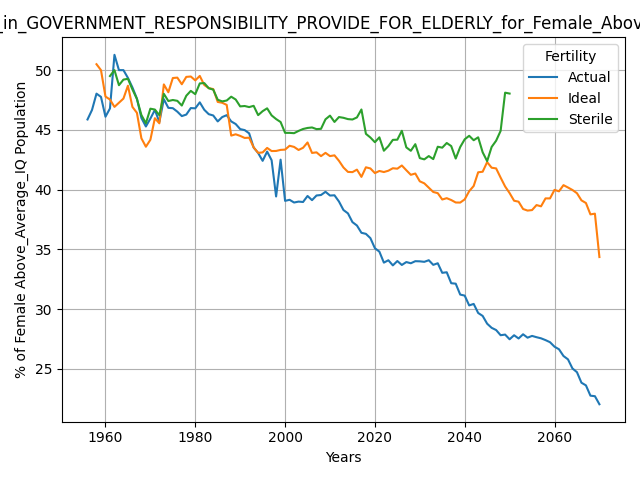 _in_GOVERNMENT_RESPONSIBILITY_PROVIDE_FOR_ELDERLY_for_Female_Above
Fertility
Actual
Ideal
Sterile
% of Female Above_Average_IQ Population
50
45
40
35
30
25
1960
1980
2000
2020
2040
2060
Years